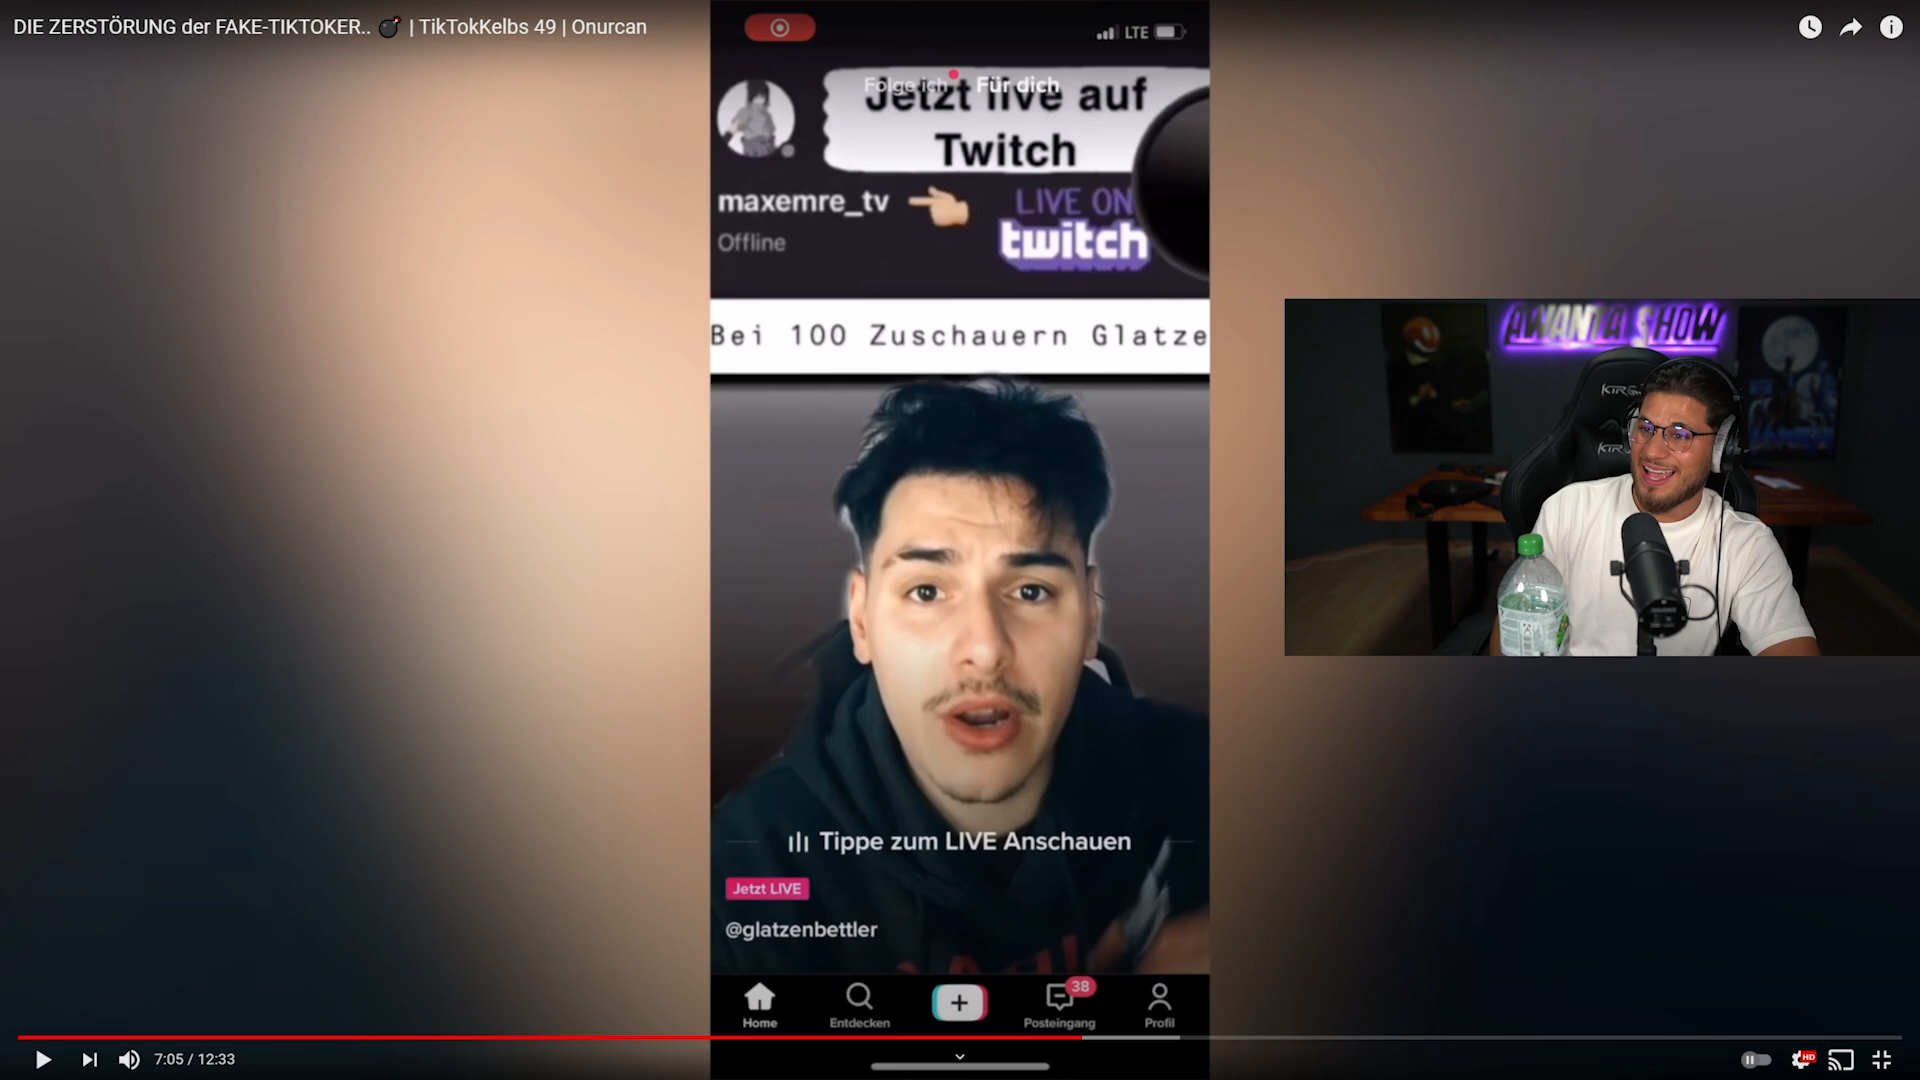 DIE ZERSTÖRUNG der FAKE-TIKTOKER.. 💣 | TikTokKelbs 49 | Onurcan
LTE
Folge ich Für dich
Jetzt live auf
Twitch
maxemre_tv
Offline
LIVE ON
twitch
Bei 100 Zuschauern Glatze
AWANTA SHOW
Tippe zum LIVE Anschauen
Jetzt LIVE
@glatzenbettler
38
Home
Entdecken
Posteingang
Profil
7:05 / 12:33
HD